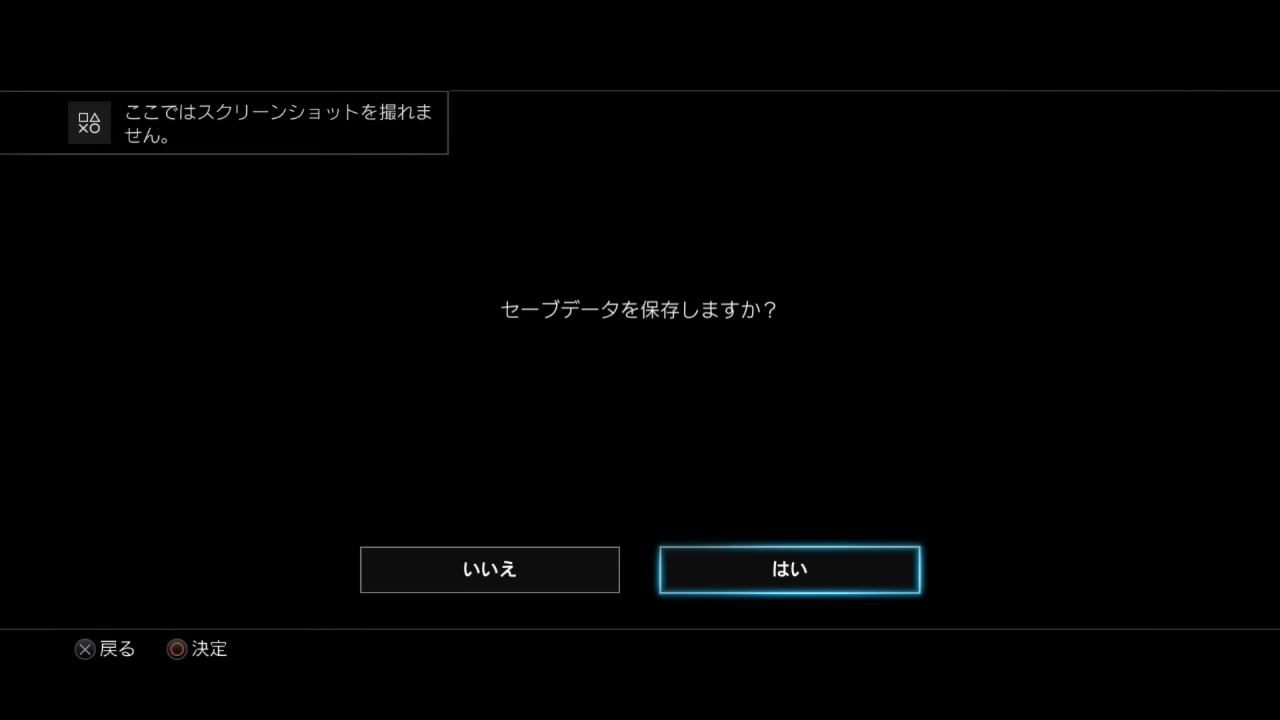 ここではスクリーンショットを撮れま
せん。
セーブデータを保存しますか？
いいえ
はい
戻る
決定